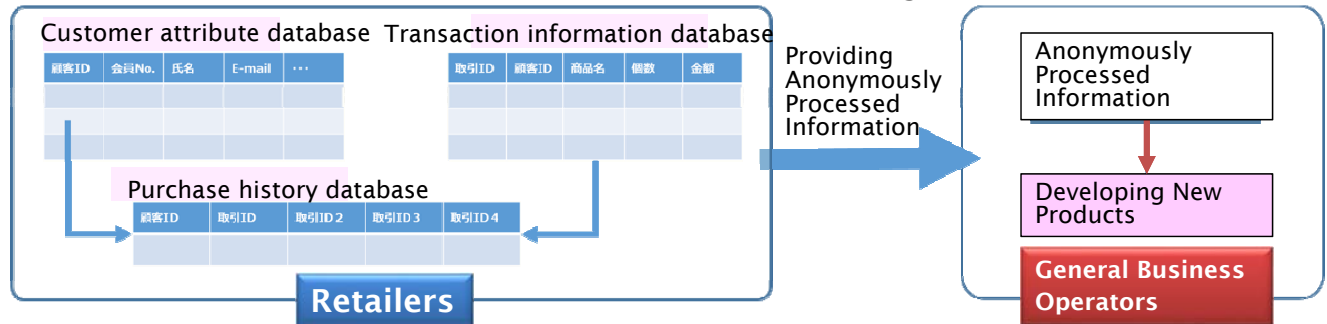 Customer attribute database
Transaction information database
顧客ID 会員No. 氏名 E-mail ・・・
取引ID 顧客ID 商品名 個数 金額
Purchase history database
顧客ID 取引ID 取引ID2 取引ID3 取引ID4
Retailers
Providing
Anonymously
Processed
Information
Anonymously
Processed
Information
Developing New
Products
General Business
Operators